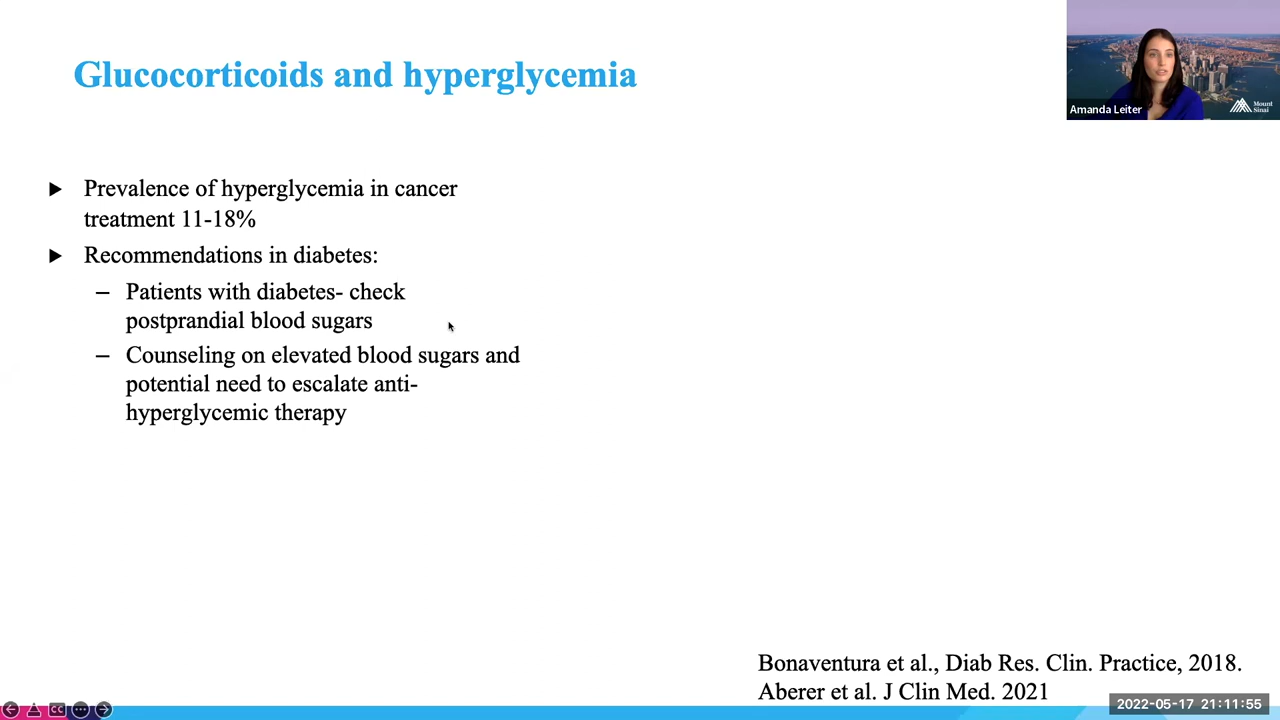 Glucocorticoids and hyperglycemia
Amanda Leiter
Mount
Sinai
Prevalence of hyperglycemia in cancer
treatment 11-18%
Recommendations in diabetes:
– Patients with diabetes- check
postprandial blood sugars
– Counseling on elevated blood sugars and
potential need to escalate anti-
hyperglycemic therapy
Bonaventura et al., Diab Res. Clin. Practice, 2018.
Aberer et al. J Clin Med. 2021
2022-05-17 21:11:55
CC